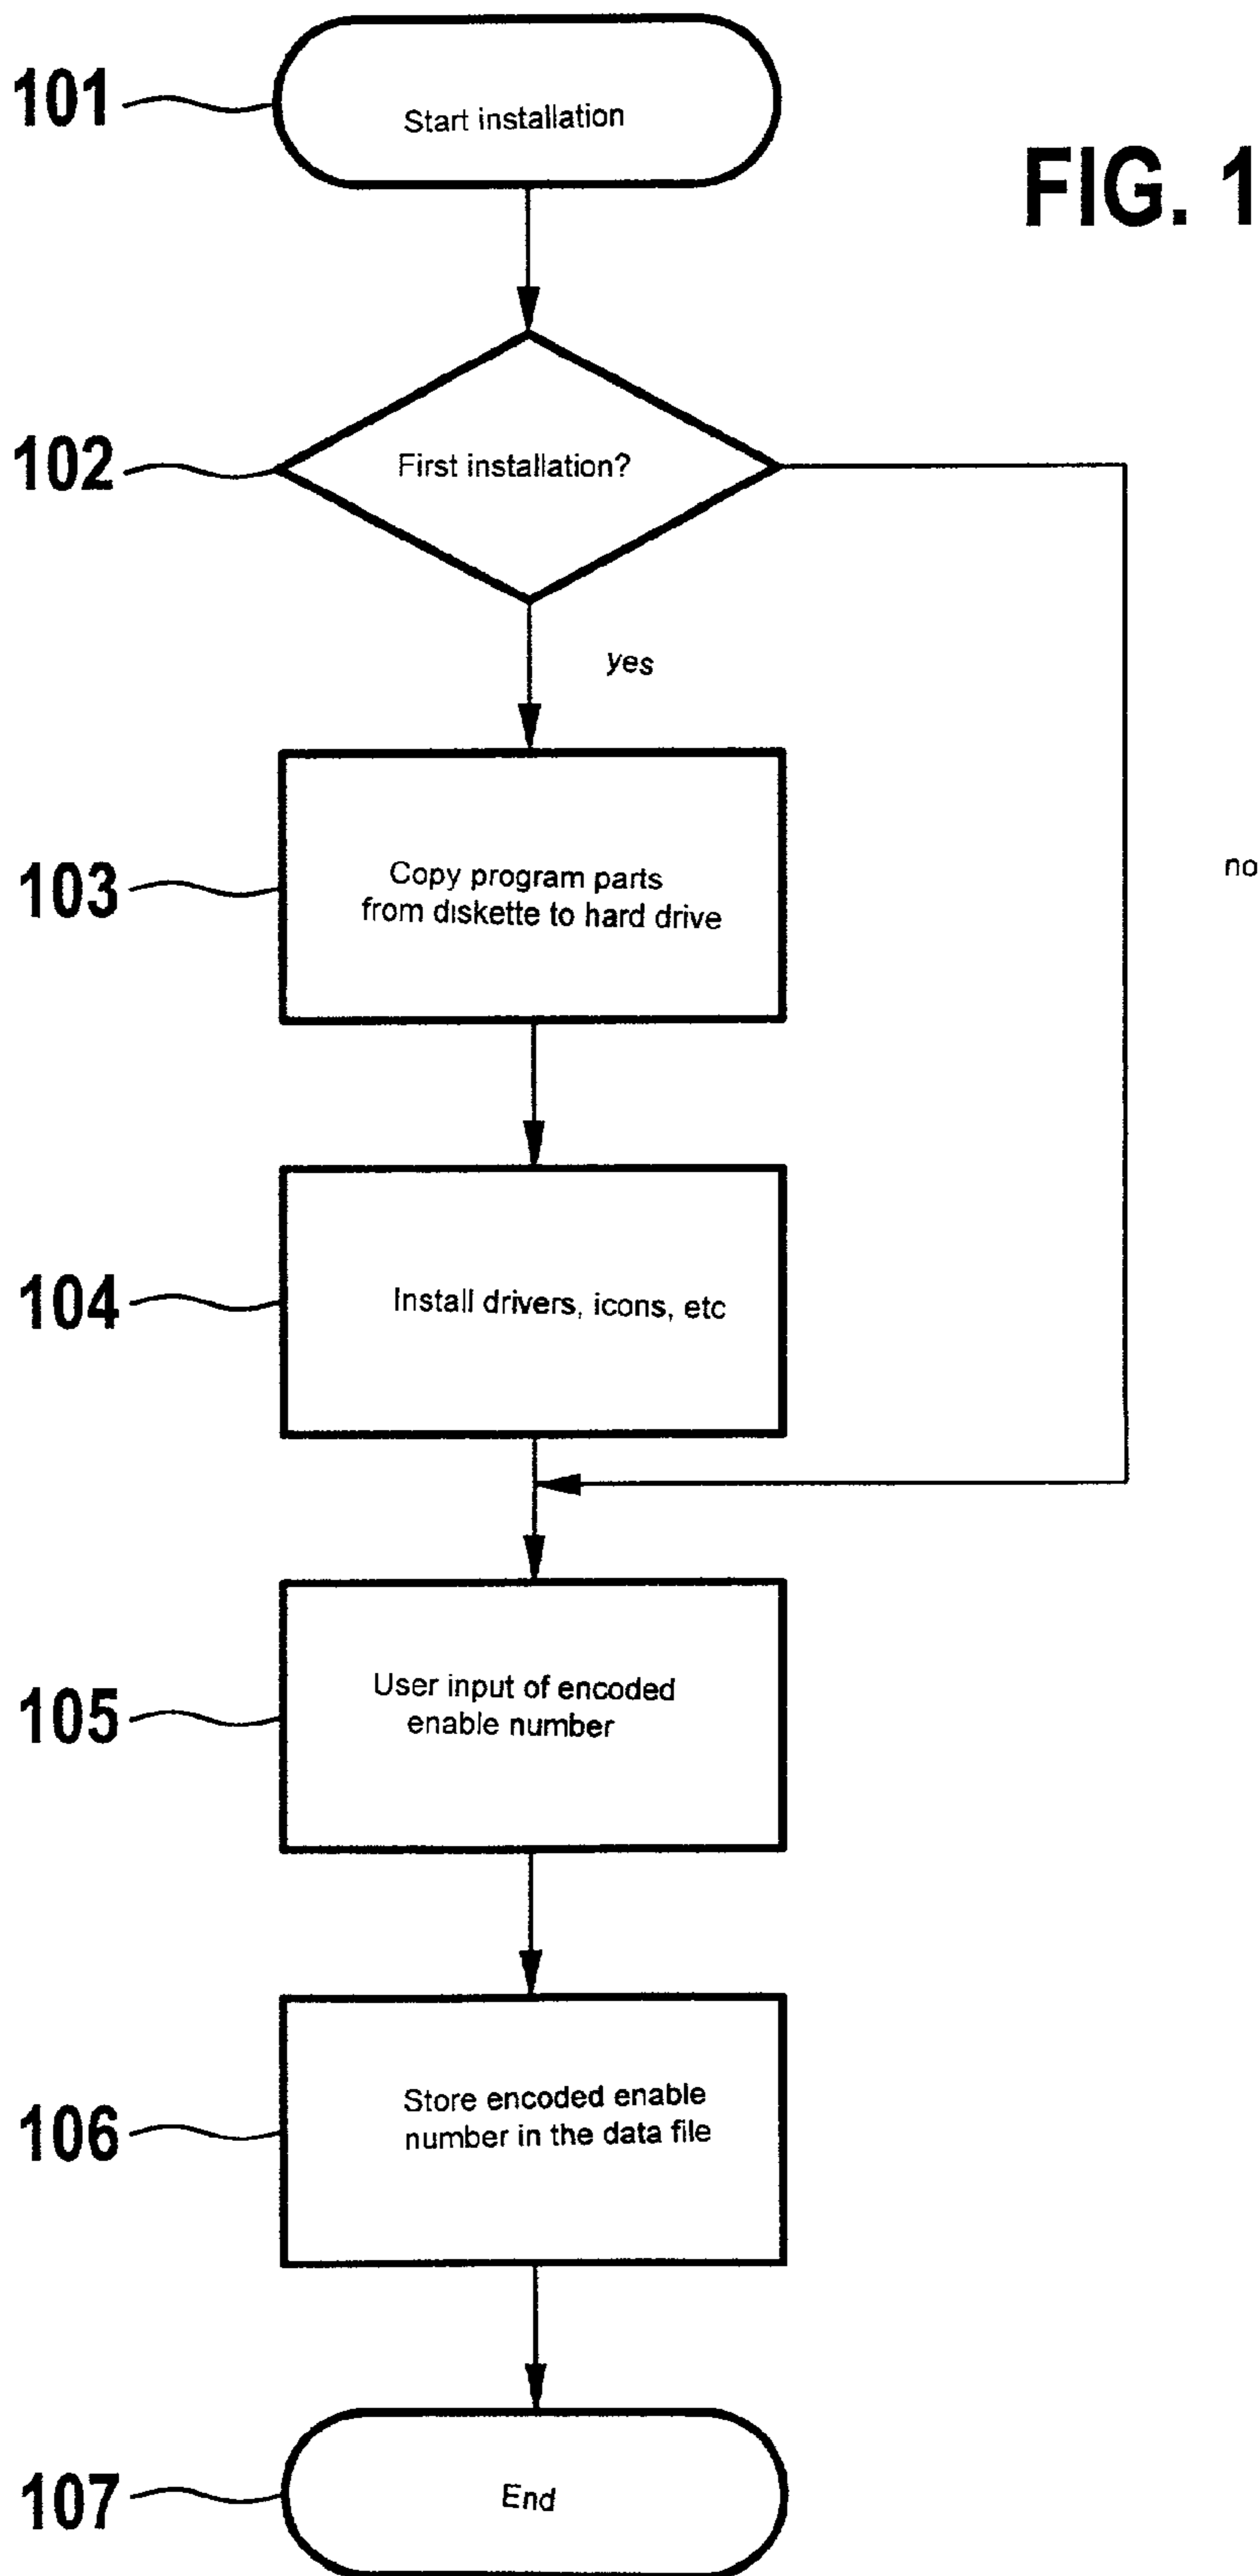 101
Start installation
FIG. 1
102
First installation?
yes
103
Copy program parts
from diskette to hard drive
no
104
Install drivers, icons, etc
105
User input of encoded
enable number
106
Store encoded enable
number in the data file
107
End